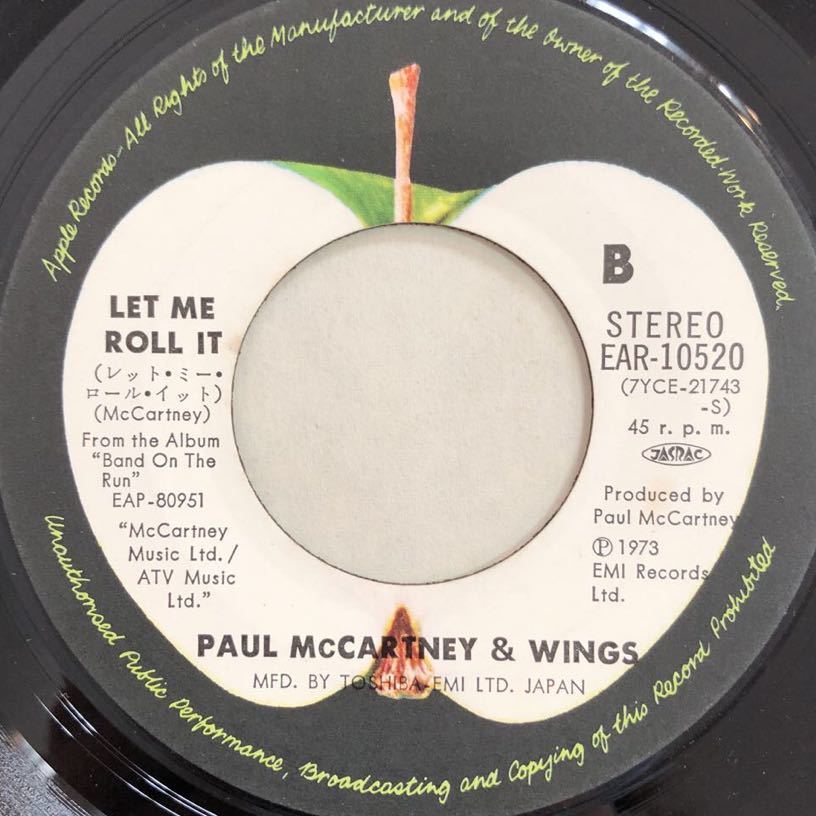 Apple Records-All Rights of the Manufacturer and of the Owner of the Recorded Work Reserved.
LET ME
ROLL IT
(レット・ミー・
ロール・イット)
(McCartney)
From the Album
"Band On The
Run"
EAP-80951
"McCartney
Music Ltd./
ATV Music
Ltd."
B
STEREO
EAR-10520
(7YCE-21743
-S)
45 r. p. m.
JASRAC
Produced by
Paul McCartney
Ⓟ 1973
EMI Records
Ltd.
PAUL McCARTNEY & WINGS
MFD. BY TOSHIBA-EMI LTD. JAPAN
Unauthorised Public Performance, Broadcasting and Copying of this Record Prohibited